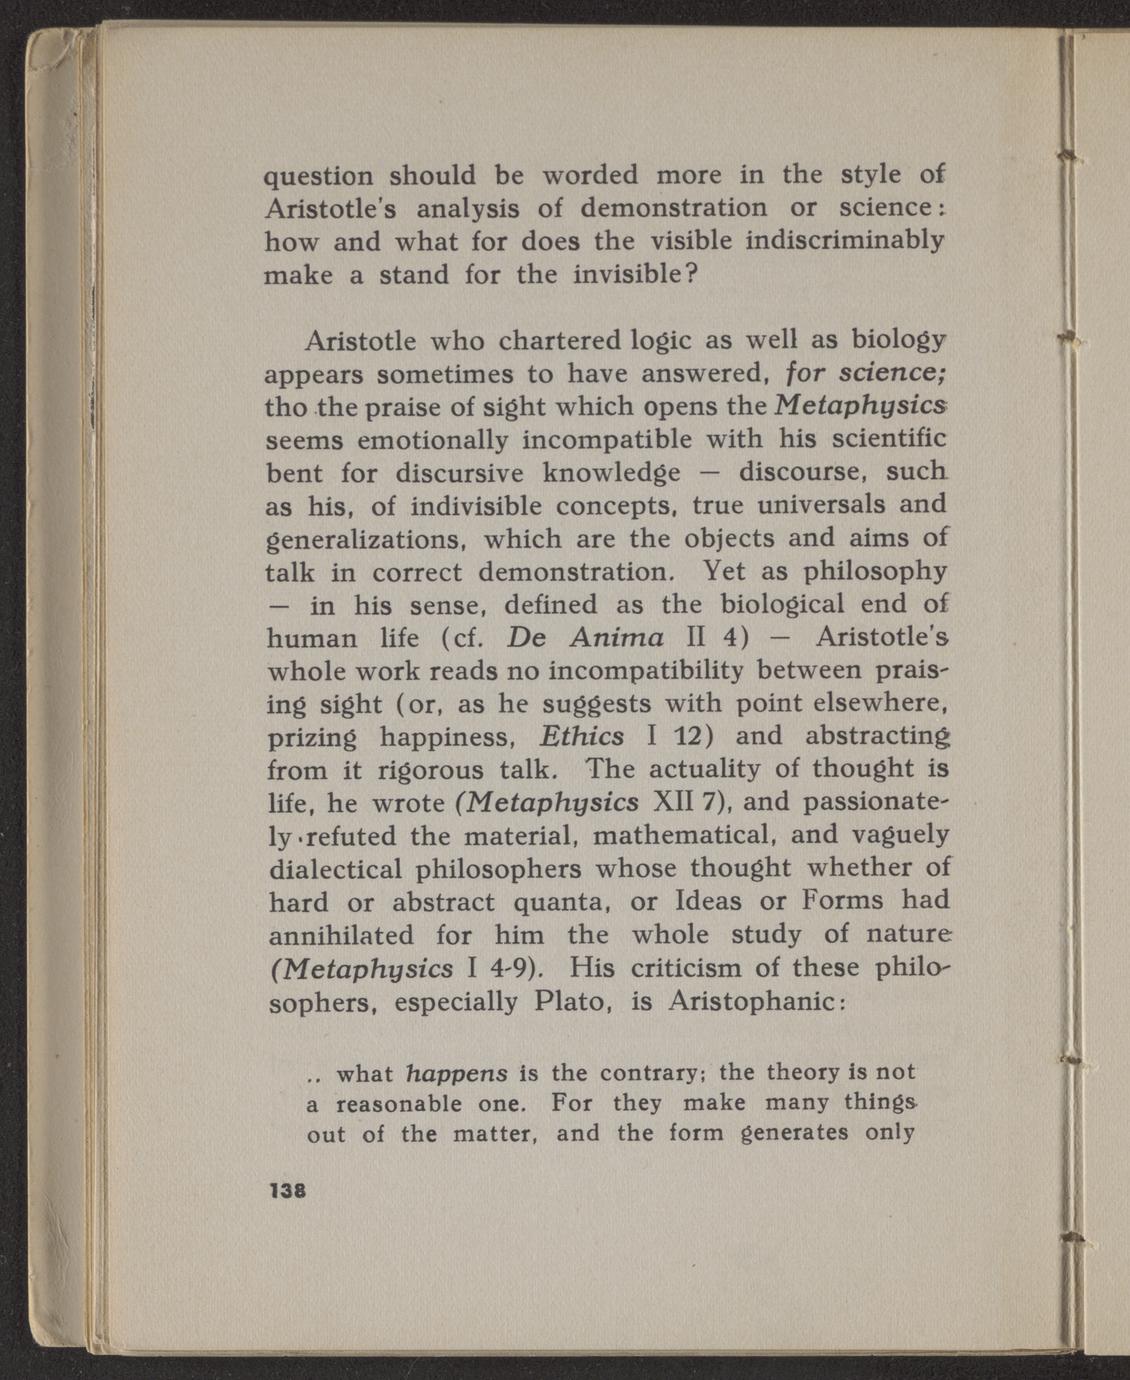 question should be worded more in the style of
Aristotle's analysis of demonstration or science:
how and what for does the visible indiscriminably
make a stand for the invisible?
Aristotle who chartered logic as well as biology
appears sometimes to have answered, for science;
tho the praise of sight which opens the Metaphysics
seems emotionally incompatible with his scientific
bent for discursive knowledge — discourse, such
as his, of indivisible concepts, true universals and
generalizations, which are the objects and aims of
talk in correct demonstration. Yet as philosophy
— in his sense, defined as the biological end of
human life (cf. De Anima II 4) — Aristotle's
whole work reads no incompatibility between prais-
ing sight (or, as he suggests with point elsewhere,
prizing happiness, Ethics I 12) and abstracting
from it rigorous talk. The actuality of thought is
life, he wrote (Metaphysics XII 7), and passionate-
ly refuted the material, mathematical, and vaguely
dialectical philosophers whose thought whether of
hard or abstract quanta, or Ideas or Forms had
annihilated for him the whole study of nature
(Metaphysics I 4-9). His criticism of these philo-
sophers, especially Plato, is Aristophanic:
.. what happens is the contrary; the theory is not
a reasonable one. For they make many things
out of the matter, and the form generates only
138